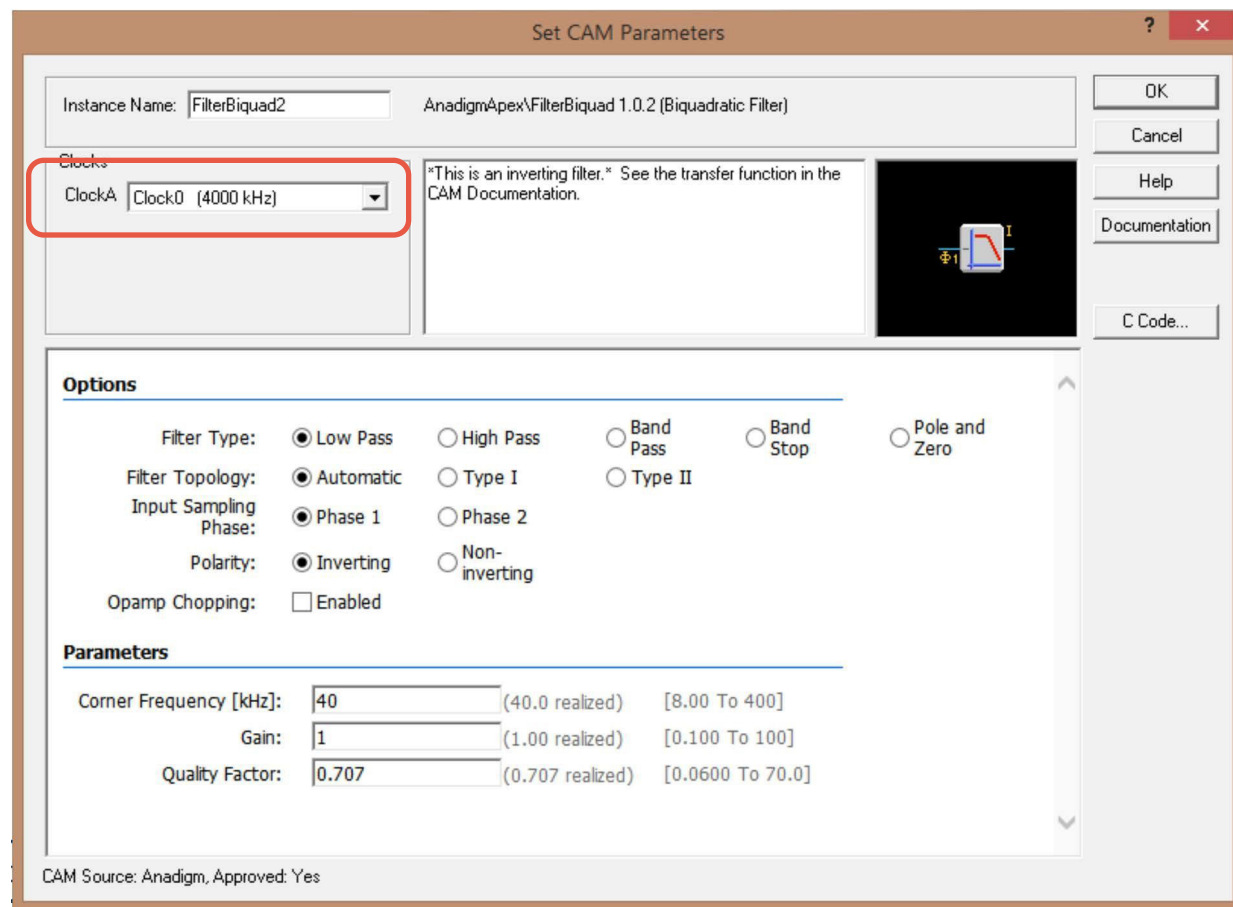 Set CAM Parameters
?
×
Instance Name: FilterBiquad2 AnadigmApex\FilterBiquad 1.0.2 (Biquadratic Filter)
OK
Cancel
Help
Documentation
C Code...
Clocks
ClockA Clock0 (4000 kHz)
*This is an inverting filter.* See the transfer function in the
CAM Documentation.
Φ1
I
Options
Filter Type: Low Pass High Pass Band Pass Band Stop Pole and Zero
Filter Topology: Automatic Type I Type II
Input Sampling Phase: Phase 1 Phase 2
Polarity: Inverting Non-inverting
Opamp Chopping: Enabled
Parameters
Corner Frequency [kHz]: 40 (40.0 realized) [8.00 To 400]
Gain: 1 (1.00 realized) [0.100 To 100]
Quality Factor: 0.707 (0.707 realized) [0.0600 To 70.0]
CAM Source: Anadigm, Approved: Yes